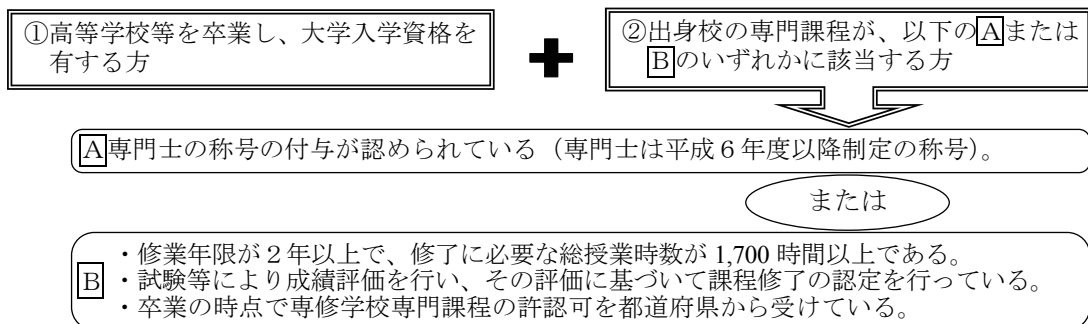 ①高等学校等を卒業し、大学入学資格を
有する方
②出身校の専門課程が、以下のAまたは
Bのいずれかに該当する方
A専門士の称号の付与が認められている（専門士は平成６年度以降制定の称号）。
または
B
・修業年限が２年以上で、修了に必要な総授業時数が 1,700 時間以上である。
・試験等により成績評価を行い、その評価に基づいて課程修了の認定を行っている。
・卒業の時点で専修学校専門課程の許認可を都道府県から受けている。